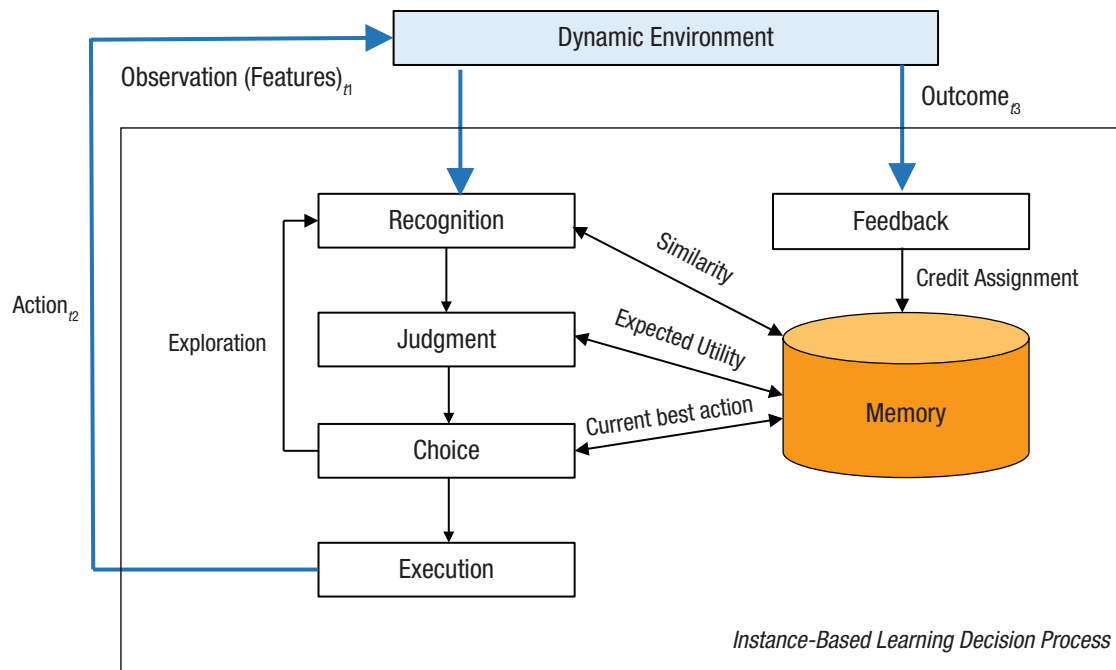 Dynamic Environment
Observation (Features)t1
Outcomet3
Recognition
Feedback
Similarity
Credit Assignment
Actiont2
Exploration
Judgment
Expected Utility
Memory
Current best action
Choice
Execution
Instance-Based Learning Decision Process